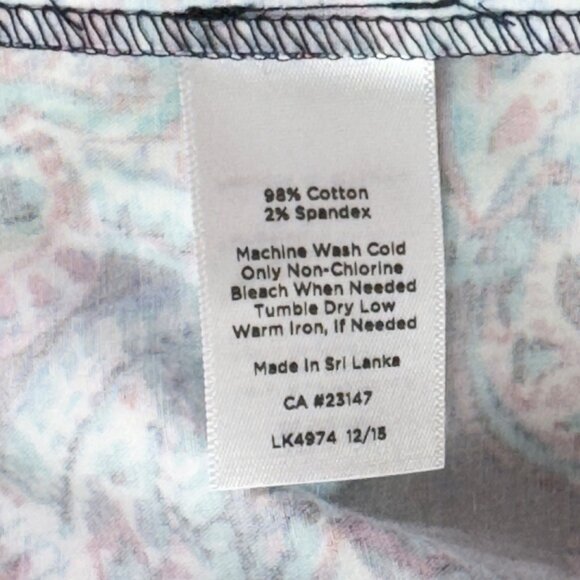 98% Cotton
2% Spandex
Machine Wash Cold
Only Non-Chlorine
Bleach When Needed
Tumble Dry Low
Warm Iron, If Needed
Made In Sri Lanka
CA #23147
LK4974 12/15